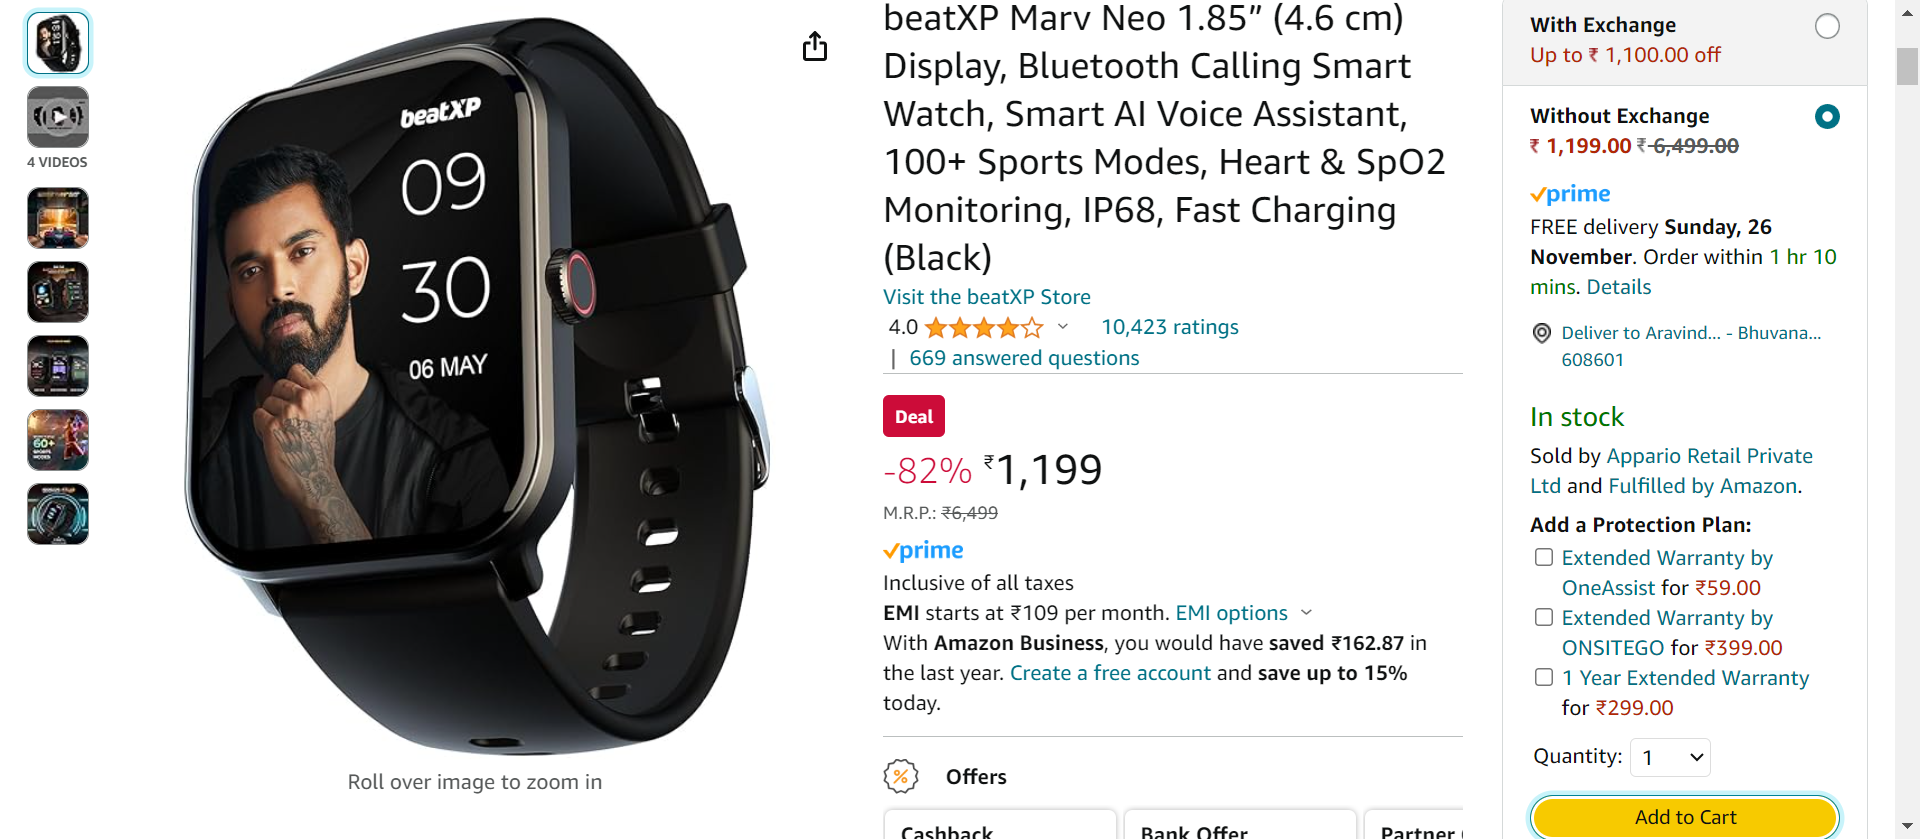 4 VIDEOS
60+
SPORTS
MODES
beatXP
09
30
06 MAY
Roll over image to zoom in
beatXP Marv Neo 1.85” (4.6 cm)
Display, Bluetooth Calling Smart
Watch, Smart AI Voice Assistant,
100+ Sports Modes, Heart & SpO2
Monitoring, IP68, Fast Charging
(Black)
Visit the beatXP Store
4.0
10,423 ratings
| 669 answered questions
Deal
-82% ₹1,199
M.R.P.: ₹6,499
prime
Inclusive of all taxes
EMI starts at ₹109 per month. EMI options
With Amazon Business, you would have saved ₹162.87 in
the last year. Create a free account and save up to 15%
today.
% Offers
Cashback
Bank Offer
Partner
With Exchange
Up to ₹ 1,100.00 off
Without Exchange
₹ 1,199.00 ₹ 6,499.00
prime
FREE delivery Sunday, 26
November. Order within 1 hr 10
mins. Details
Deliver to Aravind... - Bhuvana...
608601
In stock
Sold by Appario Retail Private
Ltd and Fulfilled by Amazon.
Add a Protection Plan:
Extended Warranty by
OneAssist for ₹59.00
Extended Warranty by
ONSITEGO for ₹399.00
1 Year Extended Warranty
for ₹299.00
Quantity: 1
Add to Cart